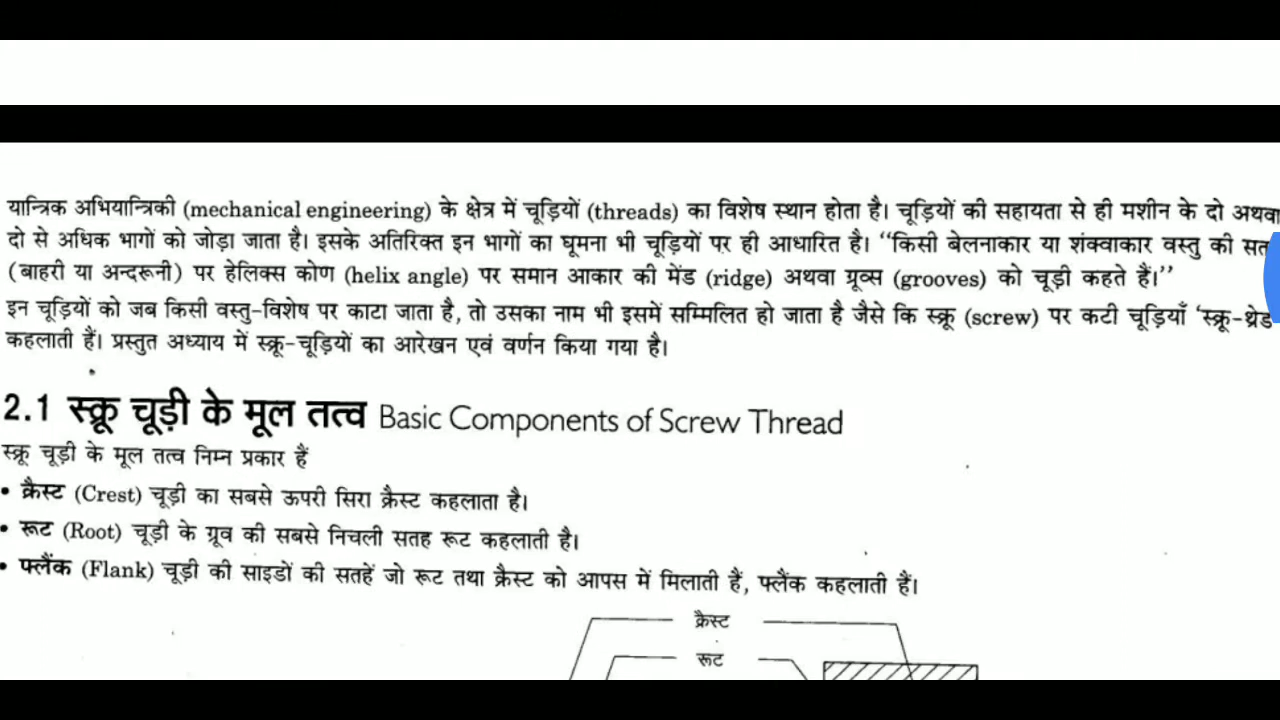 यान्त्रिक अभियान्त्रिकी (mechanical engineering) के क्षेत्र में चूड़ियों (threads) का विशेष स्थान होता है। चूड़ियों की सहायता से ही मशीन के दो अथवा
दो से अधिक भागों को जोड़ा जाता है। इसके अतिरिक्त इन भागों का घूमना भी चूड़ियों पर ही आधारित है। “किसी बेलनाकार या शंक्वाकार वस्तु की
(बाहरी या अन्दरूनी) पर हेलिक्स कोण (helix angle) पर समान आकार की मेंड (ridge) अथवा ग्रूव्स (grooves) को चूड़ी कहते हैं।”
इन चूड़ियों को जब किसी वस्तु-विशेष पर काटा जाता है, तो उसका नाम भी इसमें सम्मिलित हो जाता है जैसे कि स्क्रू (screw) पर कटी चूड़ियाँ ‘स्क्रू-थ्रेड
कहलाती हैं। प्रस्तुत अध्याय में स्क्रू-चूड़ियों का आरेखन एवं वर्णन किया गया है।
2.1 स्क्रू चूड़ी के मूल तत्व Basic Components of Screw Thread
स्क्रू चूड़ी के मूल तत्व निम्न प्रकार हैं
• क्रैस्ट (Crest) चूड़ी का सबसे ऊपरी सिरा क्रैस्ट कहलाता है।
• रूट (Root) चूड़ी के ग्रूव की सबसे निचली सतह रूट कहलाती है।
• फ्लैंक (Flank) चूड़ी की साइडों की सतहें जो रूट तथा क्रैस्ट को आपस में मिलाती हैं, फ्लैंक कहलाती हैं।
क्रैस्ट
रूट